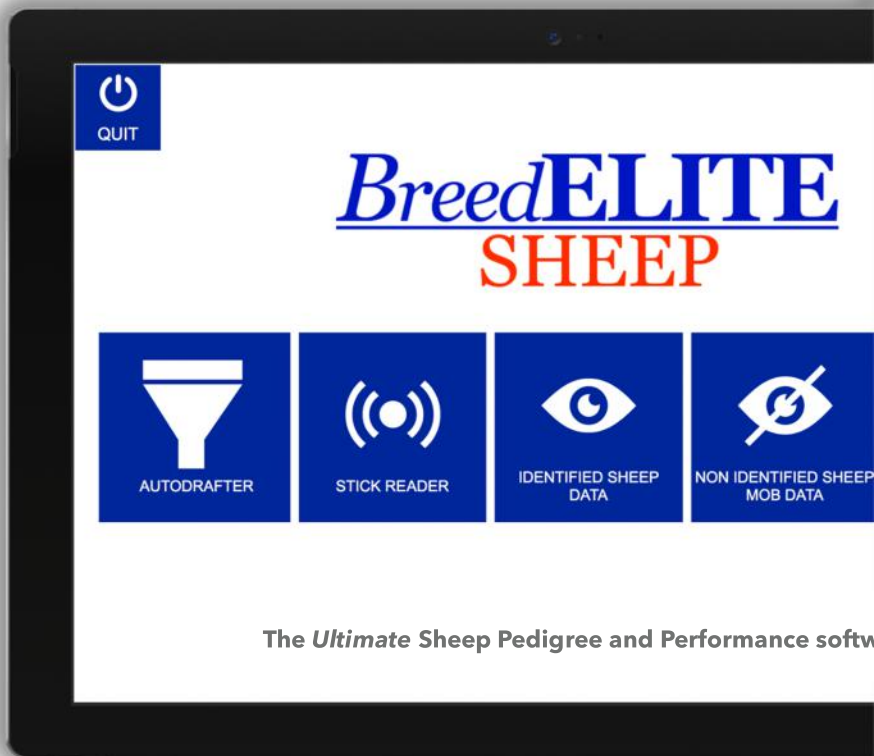 QUIT
BreedELITE
SHEEP
AUTODRAFTER
STICK READER
IDENTIFIED SHEEP
DATA
NON IDENTIFIED SHEEP
MOB DATA
The Ultimate Sheep Pedigree and Performance